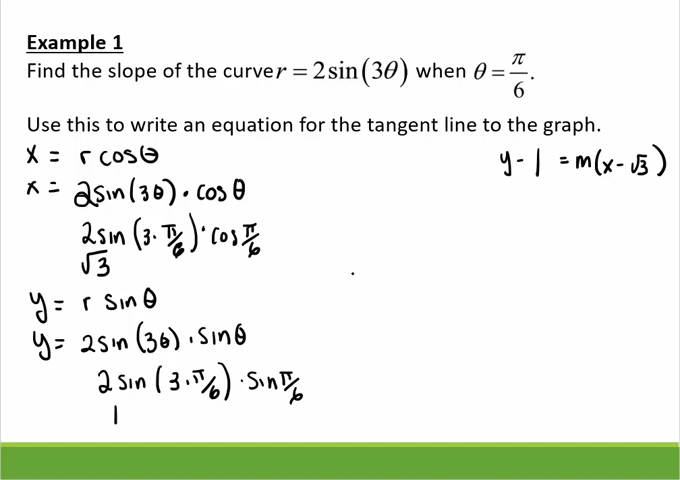 Example 1
Find the slope of the curve r = 2sin(3θ) when θ = π/6.
Use this to write an equation for the tangent line to the graph.
x = r cosθ
y - 1 = m(x - √3)
x = 2sin(3θ) · cosθ
2sin(3·π/6) · cos π/6
√3
y = r sinθ
y = 2sin(3θ) · sinθ
2sin(3·π/6) · sin π/6
1